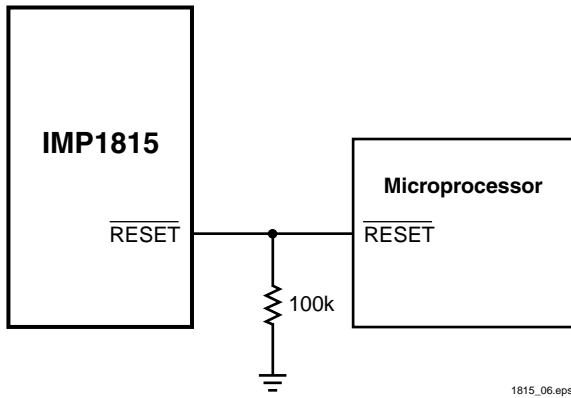 IMP1815
Microprocessor
RESET
RESET
100k
1815_06.eps